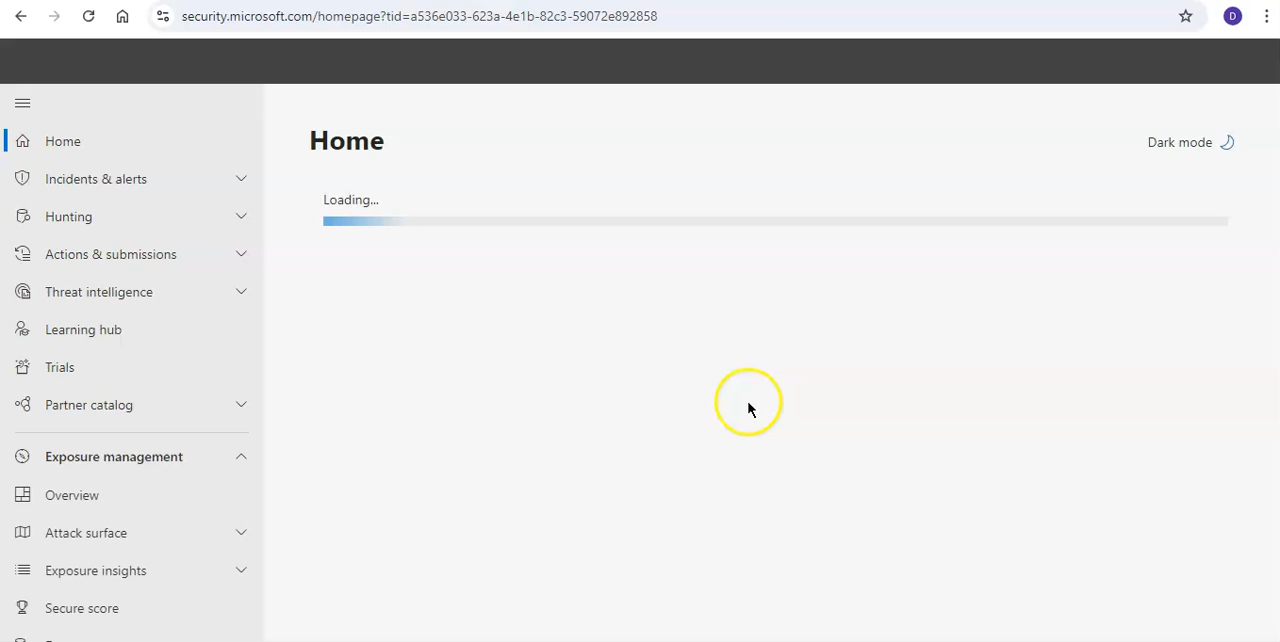 security.microsoft.com/homepage?tid=a536e033-623a-4e1b-82c3-59072e892858
D
Home
Home
Dark mode
Incidents & alerts
Loading...
Hunting
Actions & submissions
Threat intelligence
Learning hub
Trials
Partner catalog
Exposure management
Overview
Attack surface
Exposure insights
Secure score